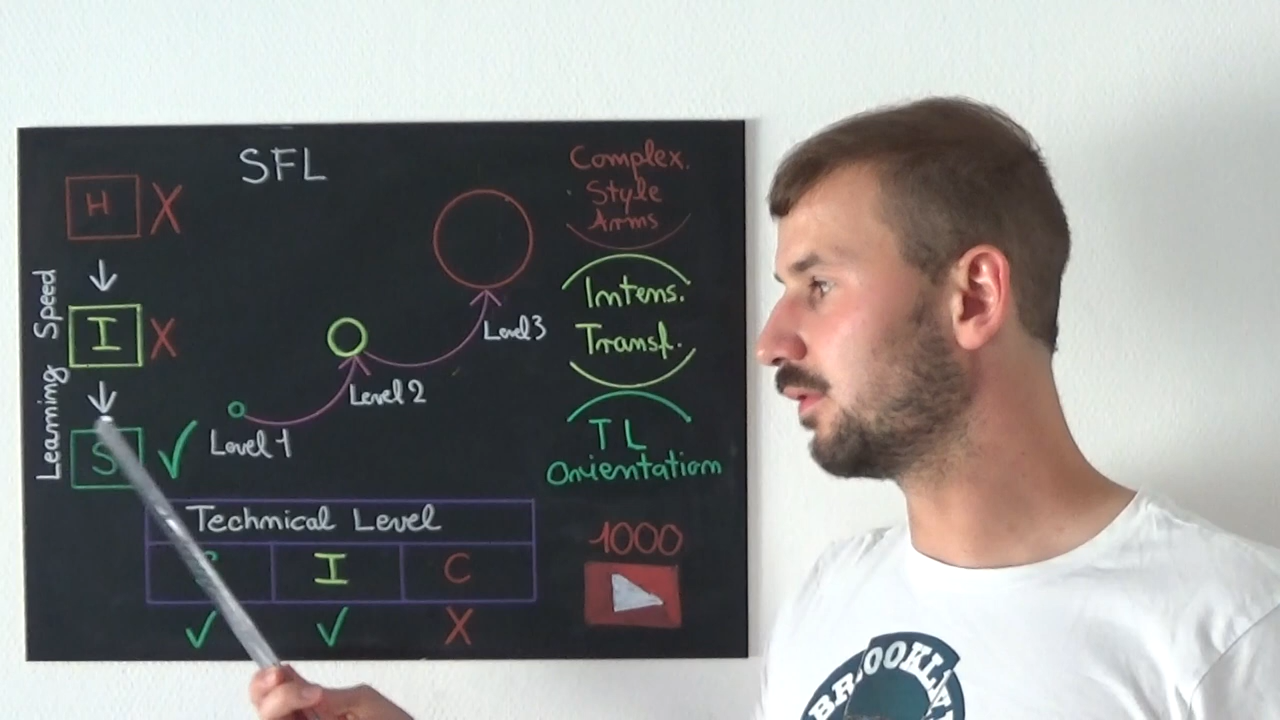 SFL
H X
I X
S
Learning Speed
Level 1
Level 2
Level 3
Complex.
Style
Arms
Intens.
Transf.
TL
Orientation
Technical Level
S I C
X
1000
BROOKLY